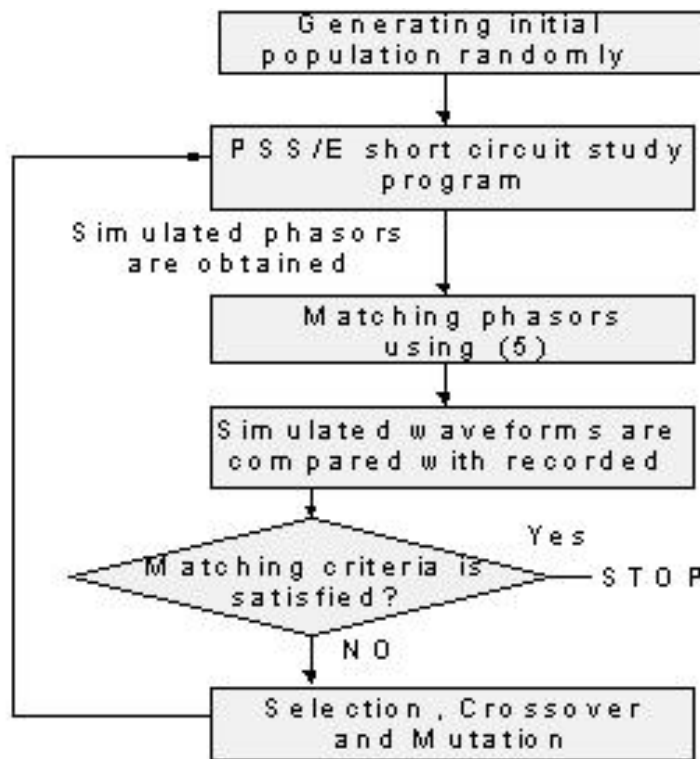 Generating initial
population randomly
PSS/E short circuit study
program
Simulated phasors
are obtained
Matching phasors
using (5)
Simulated waveforms are
compared with recorded
Yes
Matching criteria is
satisfied?
STOP
NO
Selection, Crossover
and Mutation